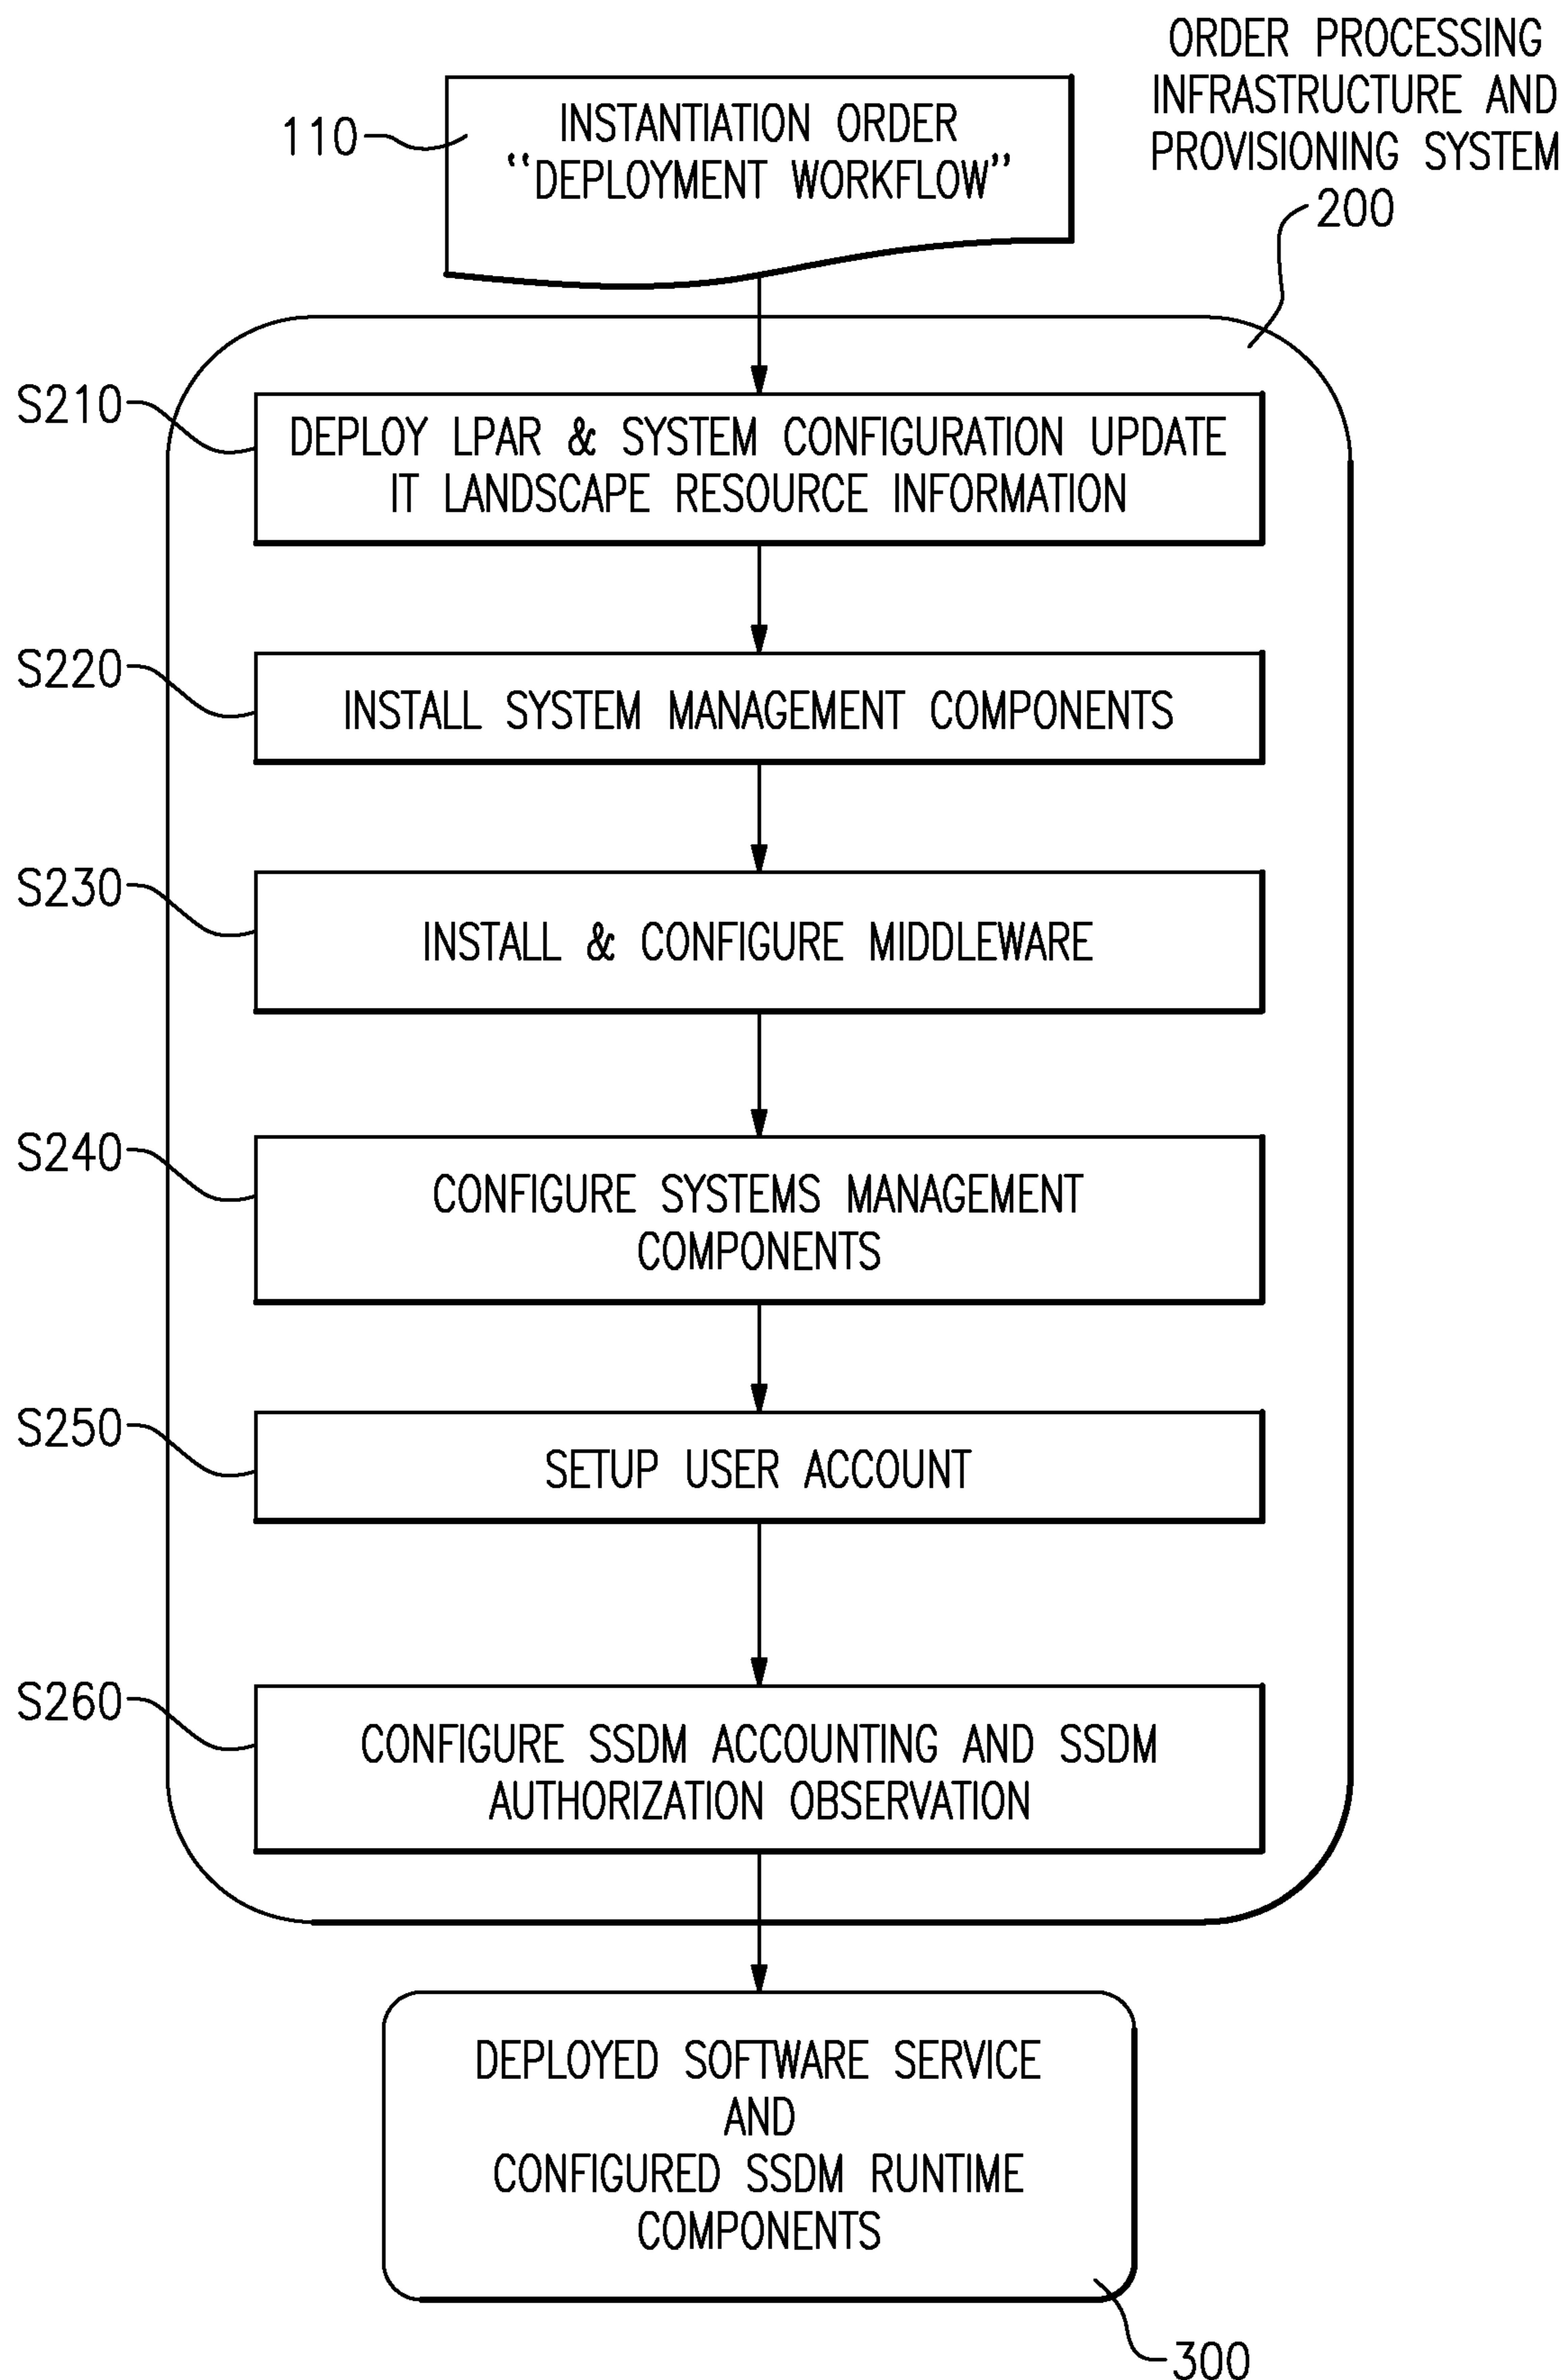 ORDER PROCESSING
INFRASTRUCTURE AND
PROVISIONING SYSTEM
200
110
INSTANTIATION ORDER
“DEPLOYMENT WORKFLOW”
S210
DEPLOY LPAR & SYSTEM CONFIGURATION UPDATE
IT LANDSCAPE RESOURCE INFORMATION
S220
INSTALL SYSTEM MANAGEMENT COMPONENTS
S230
INSTALL & CONFIGURE MIDDLEWARE
S240
CONFIGURE SYSTEMS MANAGEMENT
COMPONENTS
S250
SETUP USER ACCOUNT
S260
CONFIGURE SSDM ACCOUNTING AND SSDM
AUTHORIZATION OBSERVATION
DEPLOYED SOFTWARE SERVICE
AND
CONFIGURED SSDM RUNTIME
COMPONENTS
300